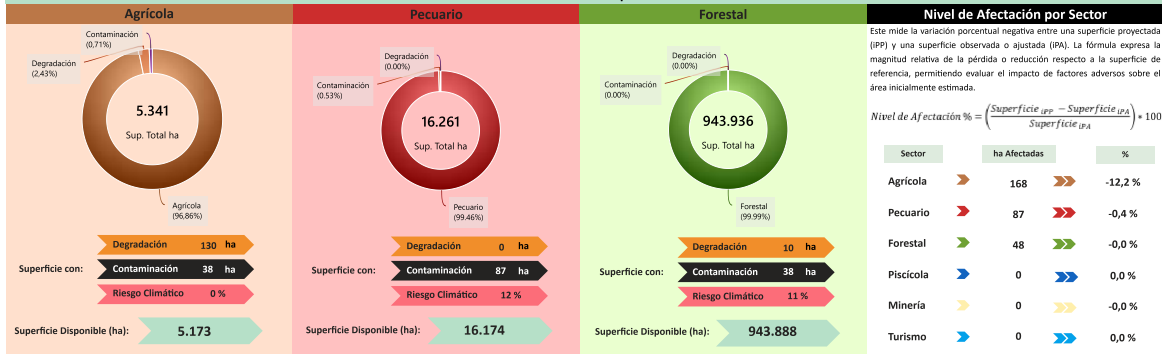 Agrícola
Contaminación
(0,71%)
Degradación
(2,43%)
5.341
Sup. Total ha
Agrícola
(96,86%)
Superficie con:
Degradación 130 ha
Contaminación 38 ha
Riesgo Climático 0 %
Superficie Disponible (ha): 5.173
Pecuario
Degradación
(0.00%)
Contaminación
(0.53%)
16.261
Sup. Total ha
Pecuario
(99.46%)
Superficie con:
Degradación 0 ha
Contaminación 87 ha
Riesgo Climático 12 %
Superficie Disponible (ha): 16.174
Forestal
Degradación
(0.00%)
Contaminación
(0.00%)
943.936
Sup. Total ha
Forestal
(99.99%)
Superficie con:
Degradación 10 ha
Contaminación 38 ha
Riesgo Climático 11 %
Superficie Disponible (ha): 943.888
Nivel de Afectación por Sector
Este mide la variación porcentual negativa entre una superficie proyectada
(iPP) y una superficie observada o ajustada (iPA). La fórmula expresa la
magnitud relativa de la pérdida o reducción respecto a la superficie de
referencia, permitiendo evaluar el impacto de factores adversos sobre el
área inicialmente estimada.
Nivel de Afectación % = (Superficie iPP − Superficie iPA / Superficie iPA) * 100
Sector ha Afectadas %
Agrícola 168 -12,2 %
Pecuario 87 -0,4 %
Forestal 48 -0,0 %
Piscícola 0 0,0 %
Minería 0 -0,0 %
Turismo 0 0,0 %